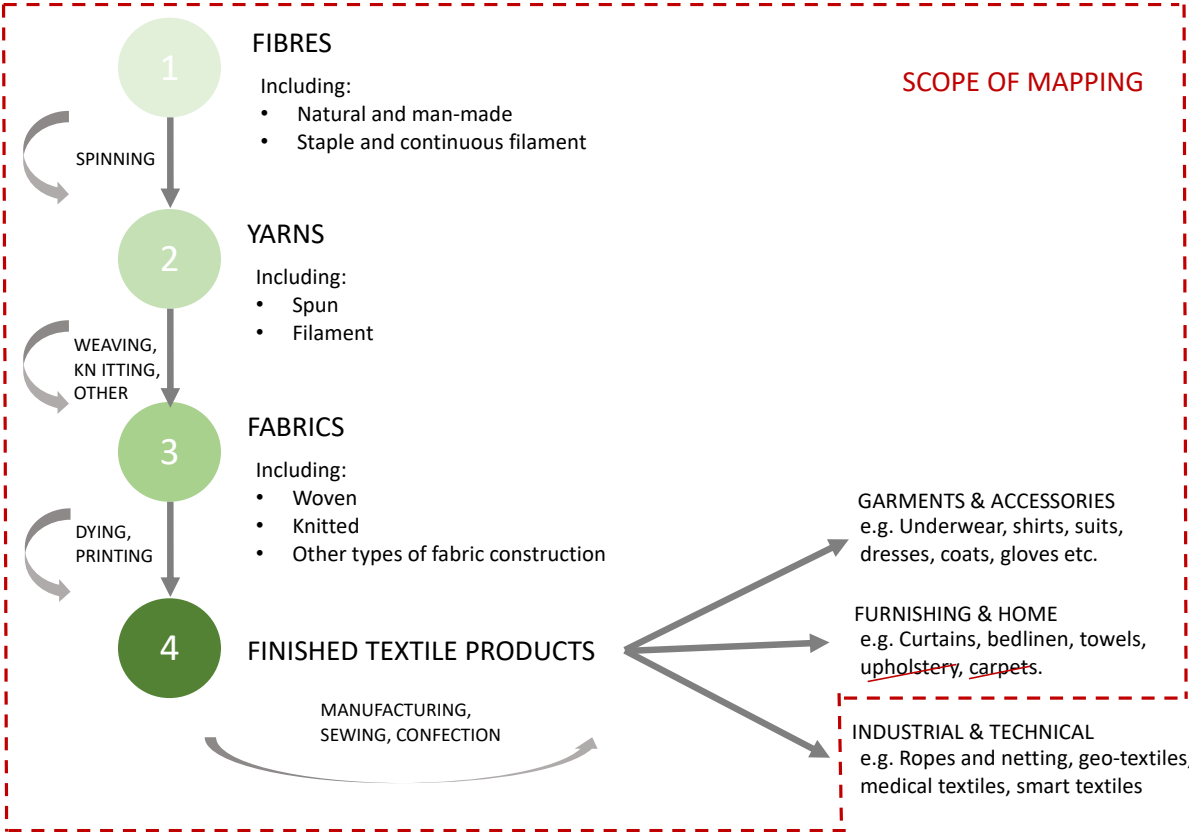 1
FIBRES
Including:
• Natural and man-made
• Staple and continuous filament
SCOPE OF MAPPING
SPINNING
2
YARNS
Including:
• Spun
• Filament
WEAVING,
KN ITTING,
OTHER
3
FABRICS
Including:
• Woven
• Knitted
• Other types of fabric construction
DYING,
PRINTING
4
FINISHED TEXTILE PRODUCTS
MANUFACTURING,
SEWING, CONFECTION
GARMENTS & ACCESSORIES
e.g. Underwear, shirts, suits,
dresses, coats, gloves etc.
FURNISHING & HOME
e.g. Curtains, bedlinen, towels,
upholstery, carpets.
INDUSTRIAL & TECHNICAL
e.g. Ropes and netting, geo-textiles,
medical textiles, smart textiles